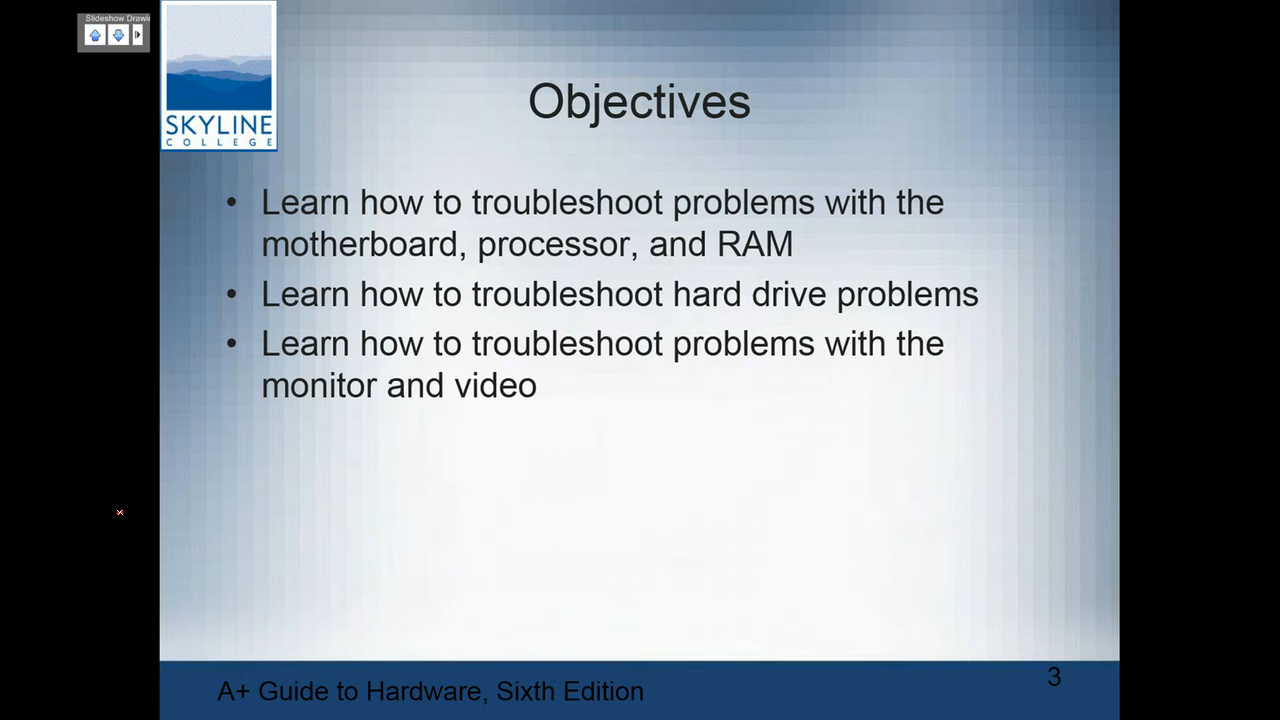 Slideshow Drawi
SKYLINE
COLLEGE
Objectives
• Learn how to troubleshoot problems with the
motherboard, processor, and RAM
• Learn how to troubleshoot hard drive problems
• Learn how to troubleshoot problems with the
monitor and video
3
A+ Guide to Hardware, Sixth Edition